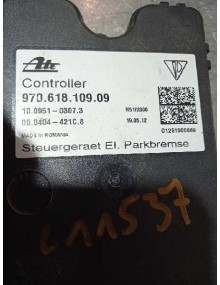 Ate
Controller
970.618.109.09
10.0951-0307.3
00.0404-421C.8
19.05.12
MADE IN ROMANIA
Steuergeraet El. Parkbremse
C11537